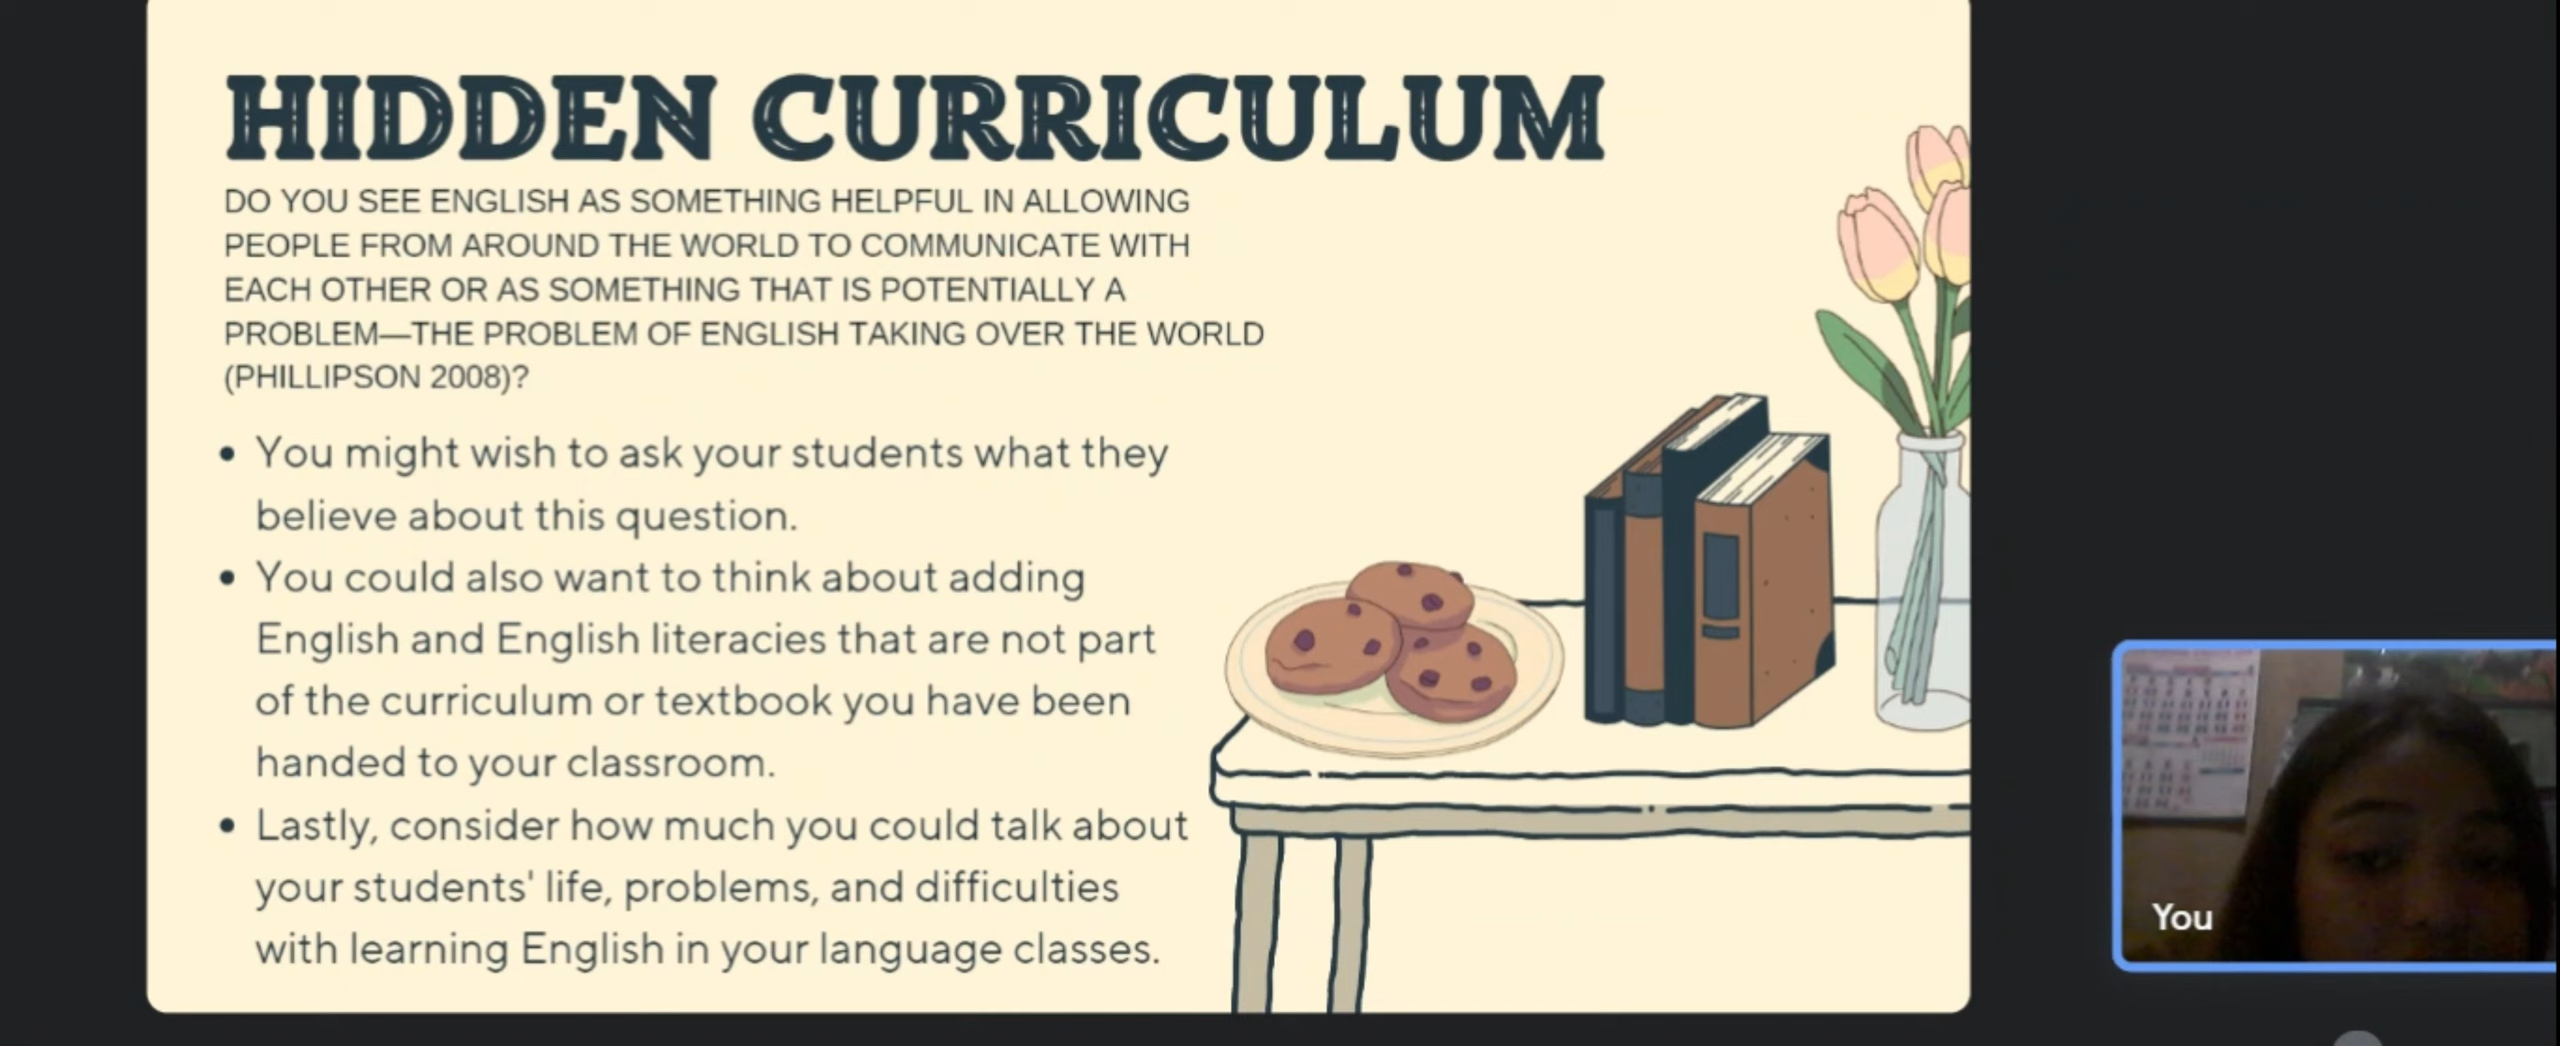 HIDDEN CURRICULUM
DO YOU SEE ENGLISH AS SOMETHING HELPFUL IN ALLOWING
PEOPLE FROM AROUND THE WORLD TO COMMUNICATE WITH
EACH OTHER OR AS SOMETHING THAT IS POTENTIALLY A
PROBLEM—THE PROBLEM OF ENGLISH TAKING OVER THE WORLD
(PHILLIPSON 2008)?
• You might wish to ask your students what they
believe about this question.
• You could also want to think about adding
English and English literacies that are not part
of the curriculum or textbook you have been
handed to your classroom.
• Lastly, consider how much you could talk about
your students' life, problems, and difficulties
with learning English in your language classes.
You